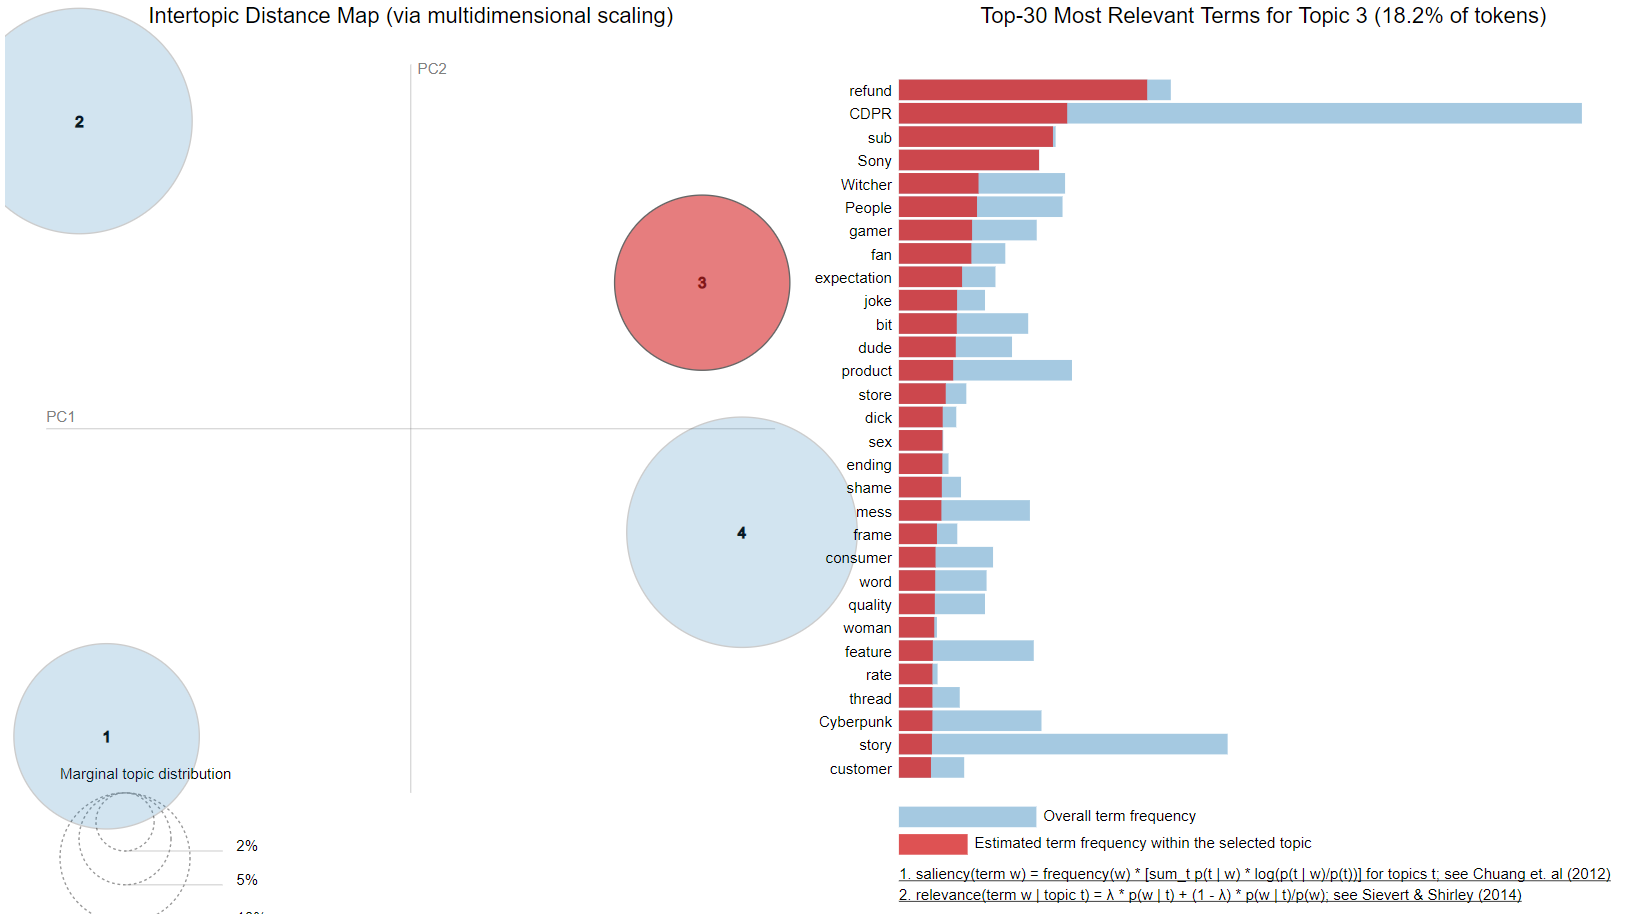 Intertopic Distance Map (via multidimensional scaling)
PC2
PC1
2
3
4
1
Marginal topic distribution
2%
5%
Top-30 Most Relevant Terms for Topic 3 (18.2% of tokens)
refund
CDPR
sub
Sony
Witcher
People
gamer
fan
expectation
joke
bit
dude
product
store
dick
sex
ending
shame
mess
frame
consumer
word
quality
woman
feature
rate
thread
Cyberpunk
story
customer
Overall term frequency
Estimated term frequency within the selected topic
1. saliency(term w) = frequency(w) * [sum_t p(t | w) * log(p(t | w)/p(t))] for topics t; see Chuang et. al (2012)
2. relevance(term w | topic t) = λ * p(w | t) + (1 - λ) * p(w | t)/p(w); see Sievert & Shirley (2014)